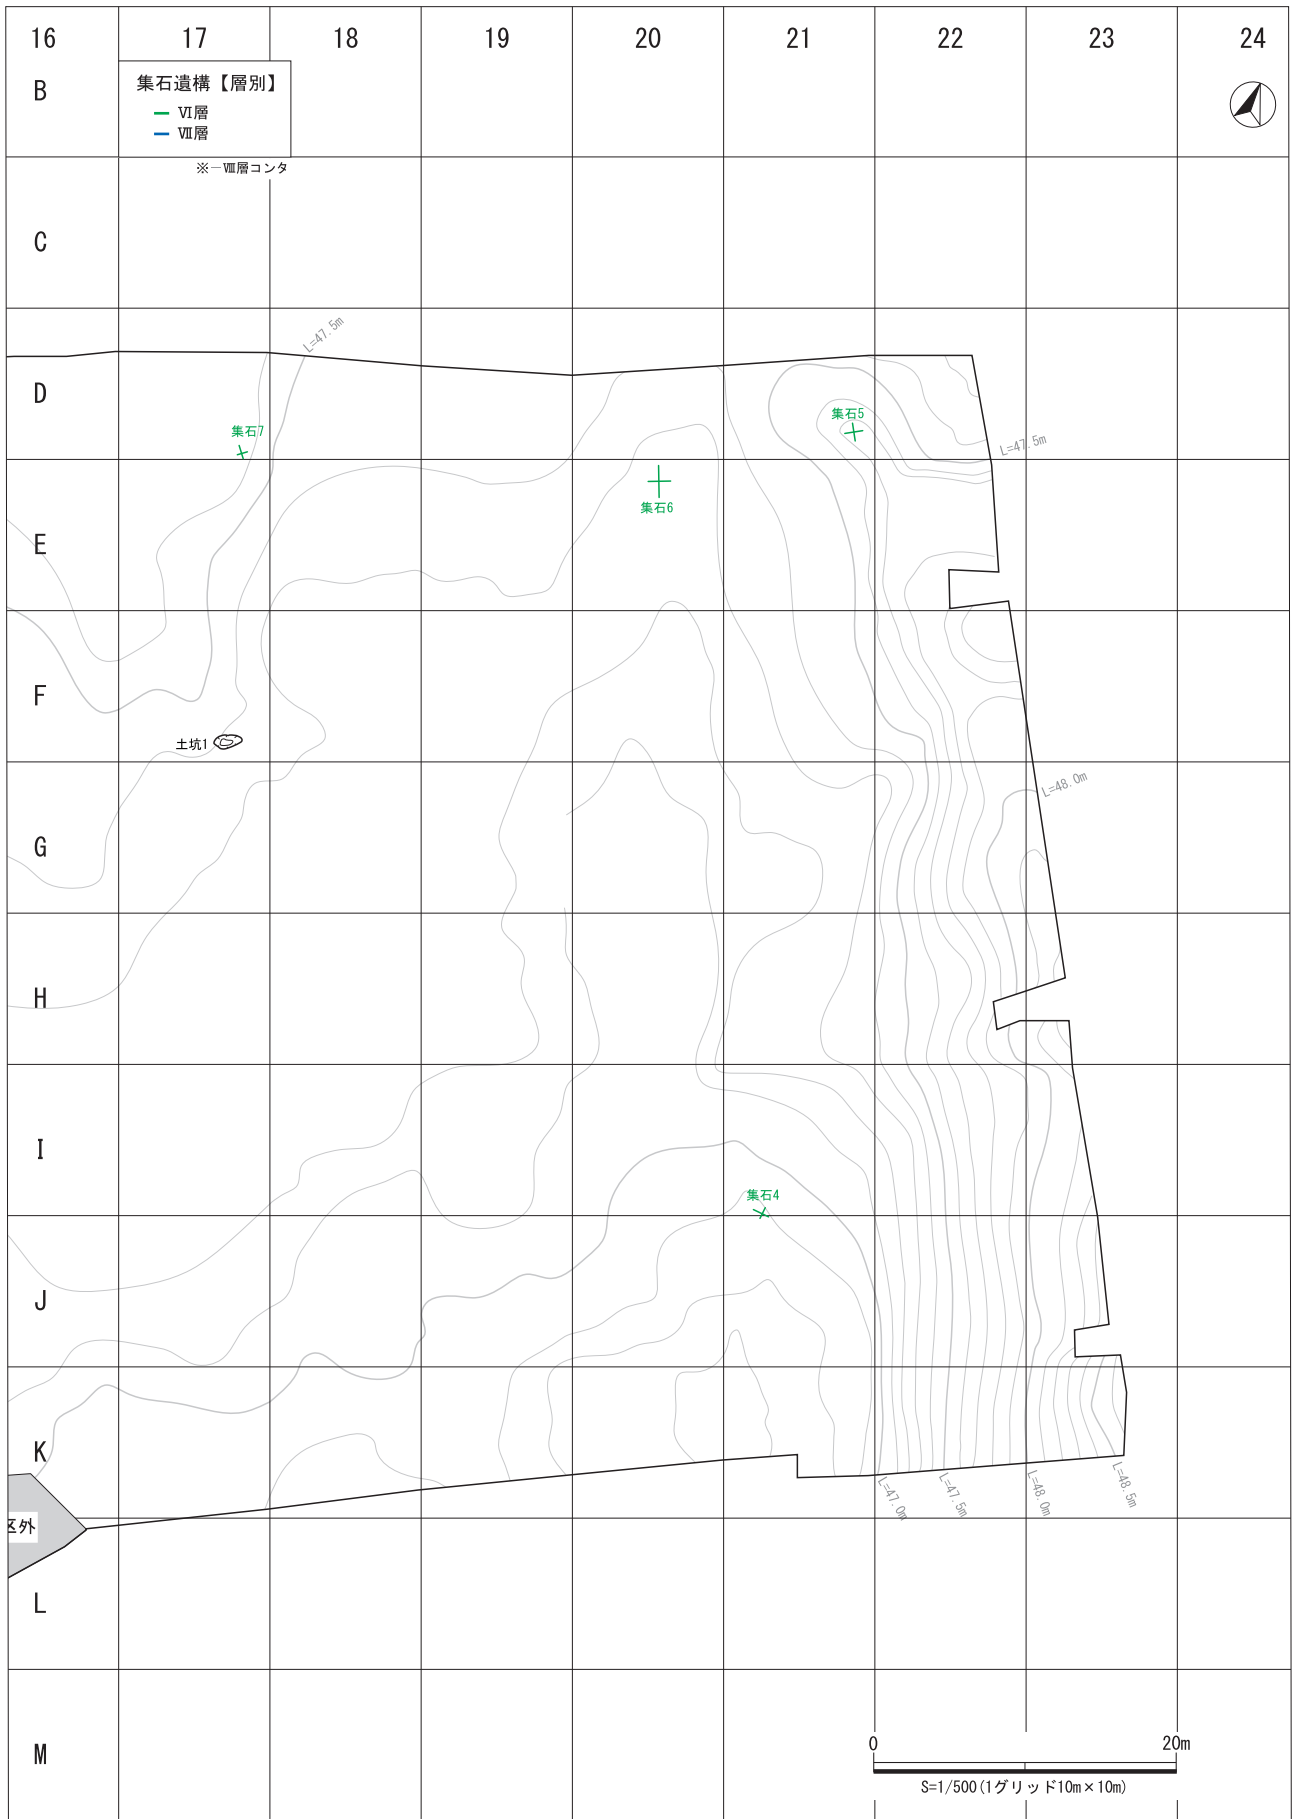 16 17 18 19 20 21 22 23 24
B
集石遺構【層別】
Ⅵ層
Ⅶ層
※－Ⅷ層コンタ
C
L=47.5m
D
集石5
集石7
L=47.5m
集石6
E
F
土坑1
L=48.0m
G
H
I
集石4
J
K
L=47.0m
L=47.5m
L=48.0m
L=48.5m
区外
L
M
0 20m
S=1/500(1グリッド10m×10m)